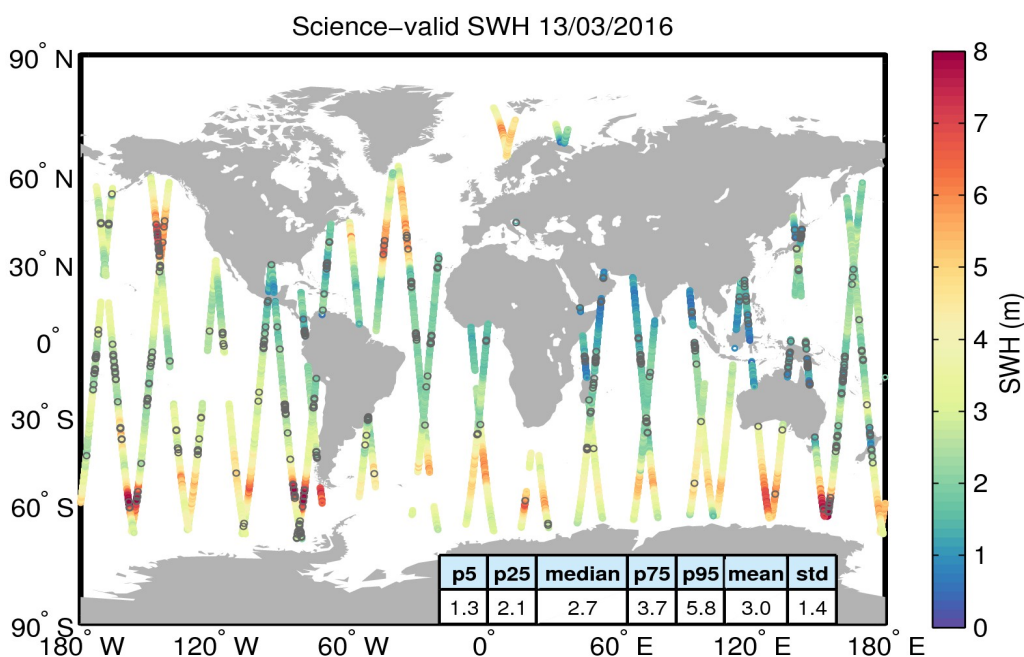 Science−valid SWH 13/03/2016
90° N
60° N
30° N
0°
30° S
60° S
90° S
180° W
120° W
60° W
0°
60° E
120° E
180° E
p5 p25 median p75 p95 mean std
1.3 2.1 2.7 3.7 5.8 3.0 1.4
8
7
6
5
4
3
2
1
0
SWH (m)